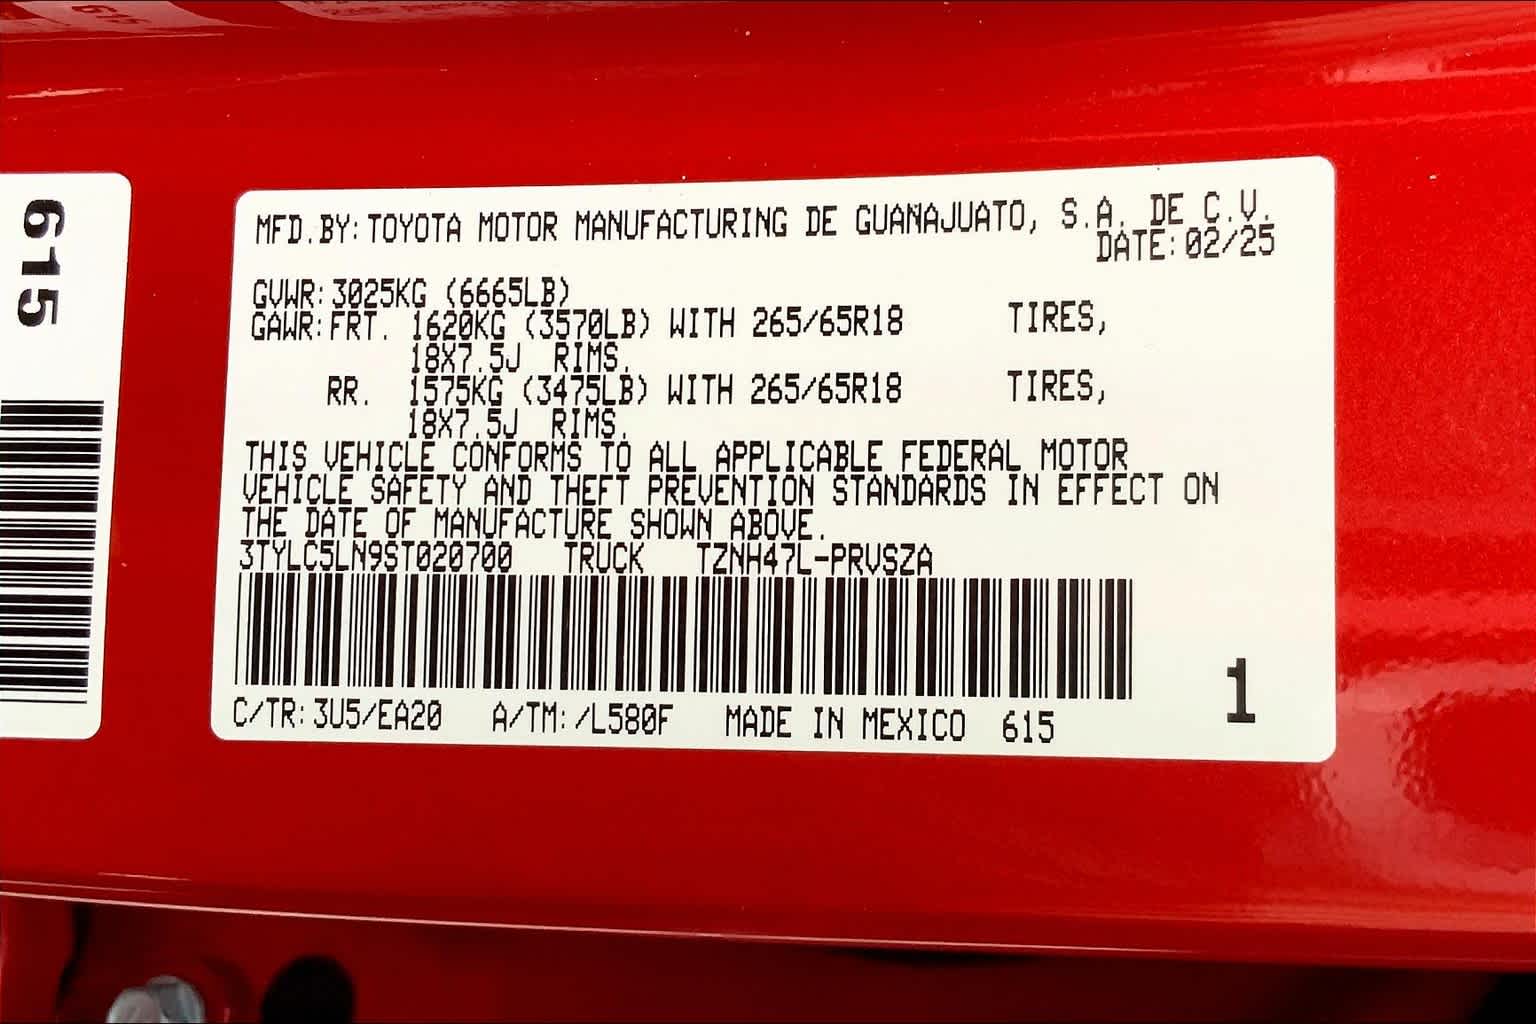 615
MFD.BY:TOYOTA MOTOR MANUFACTURING DE GUANAJUATO, S.A. DE C.V.
DATE:02/25
GVWR:3025KG (6665LB)
GAWR:FRT. 1620KG (3570LB) WITH 265/65R18 TIRES,
18X7.5J RIMS.
RR. 1575KG (3475LB) WITH 265/65R18 TIRES,
18X7.5J RIMS.
THIS VEHICLE CONFORMS TO ALL APPLICABLE FEDERAL MOTOR
VEHICLE SAFETY AND THEFT PREVENTION STANDARDS IN EFFECT ON
THE DATE OF MANUFACTURE SHOWN ABOVE.
3TYLC5LN9ST020700 TRUCK TZNH47L-PRVSZA
C/TR:3U5/EA20 A/TM:/L580F MADE IN MEXICO 615
1